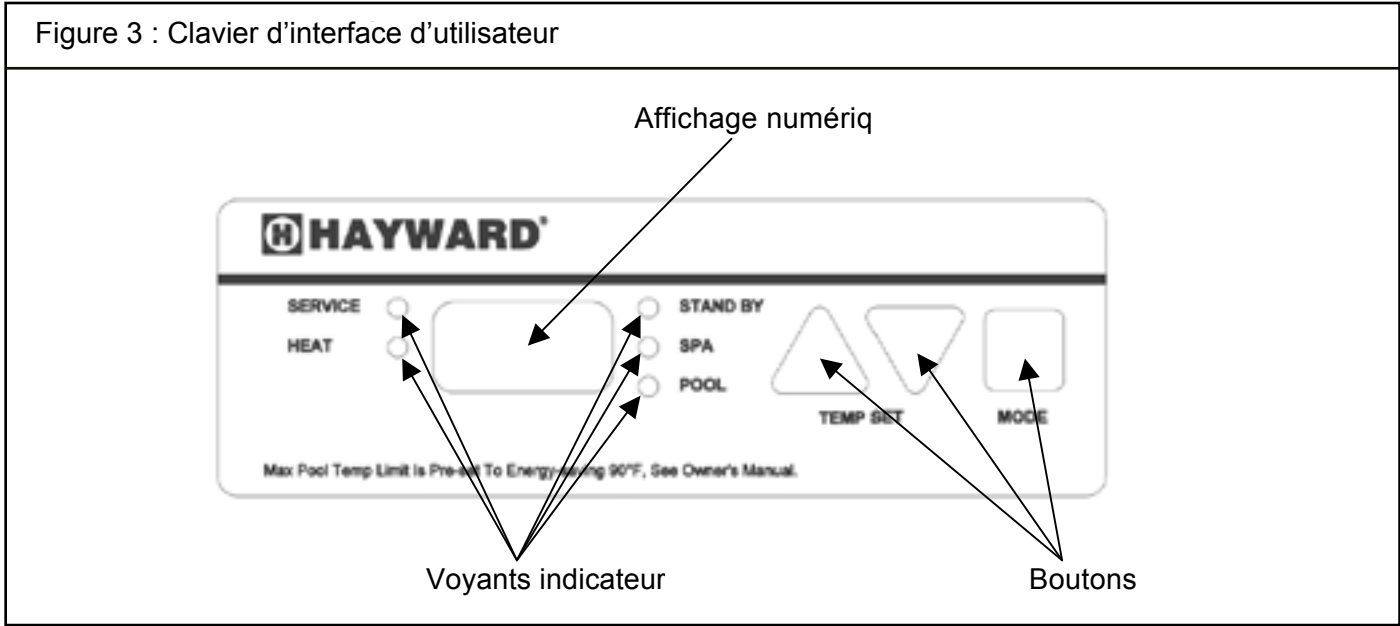 Figure 3 : Clavier d’interface d’utilisateur
Affichage numériq
HAYWARD
SERVICE
HEAT
STAND BY
SPA
POOL
TEMP SET
MODE
Max Pool Temp Limit Is Pre-set To Energy-saving 90°F, See Owner's Manual.
Voyants indicateur
Boutons